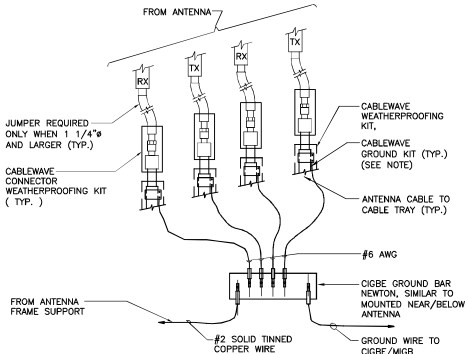 FROM ANTENNA
TX
RX
TX
RX
JUMPER REQUIRED
ONLY WHEN 1 1/4"ø
AND LARGER (TYP.)
CABLEWAVE
CONNECTOR
WEATHERPROOFING KIT
( TYP. )
CABLEWAVE
WEATHERPROOFING
KIT,
CABLEWAVE
GROUND KIT (TYP.)
(SEE NOTE)
ANTENNA CABLE TO
CABLE TRAY (TYP.)
#6 AWG
CIGBE GROUND BAR
NEWTON, SIMILAR TO
MOUNTED NEAR/BELOW
ANTENNA
FROM ANTENNA
FRAME SUPPORT
#2 SOLID TINNED
COPPER WIRE
GROUND WIRE TO
CIGBE/MIGB